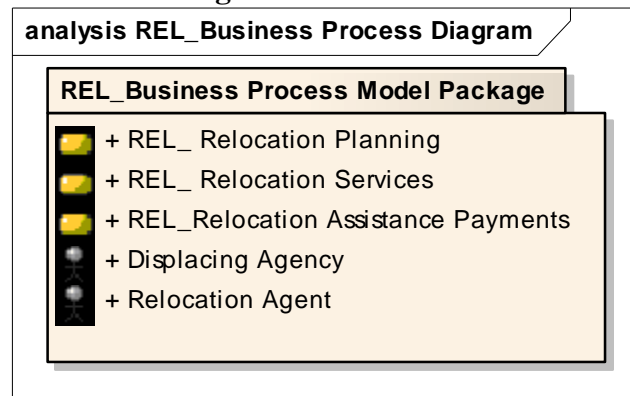 analysis REL_Business Process Diagram
REL_Business Process Model Package
+ REL_ Relocation Planning
+ REL_ Relocation Services
+ REL_Relocation Assistance Payments
+ Displacing Agency
+ Relocation Agent